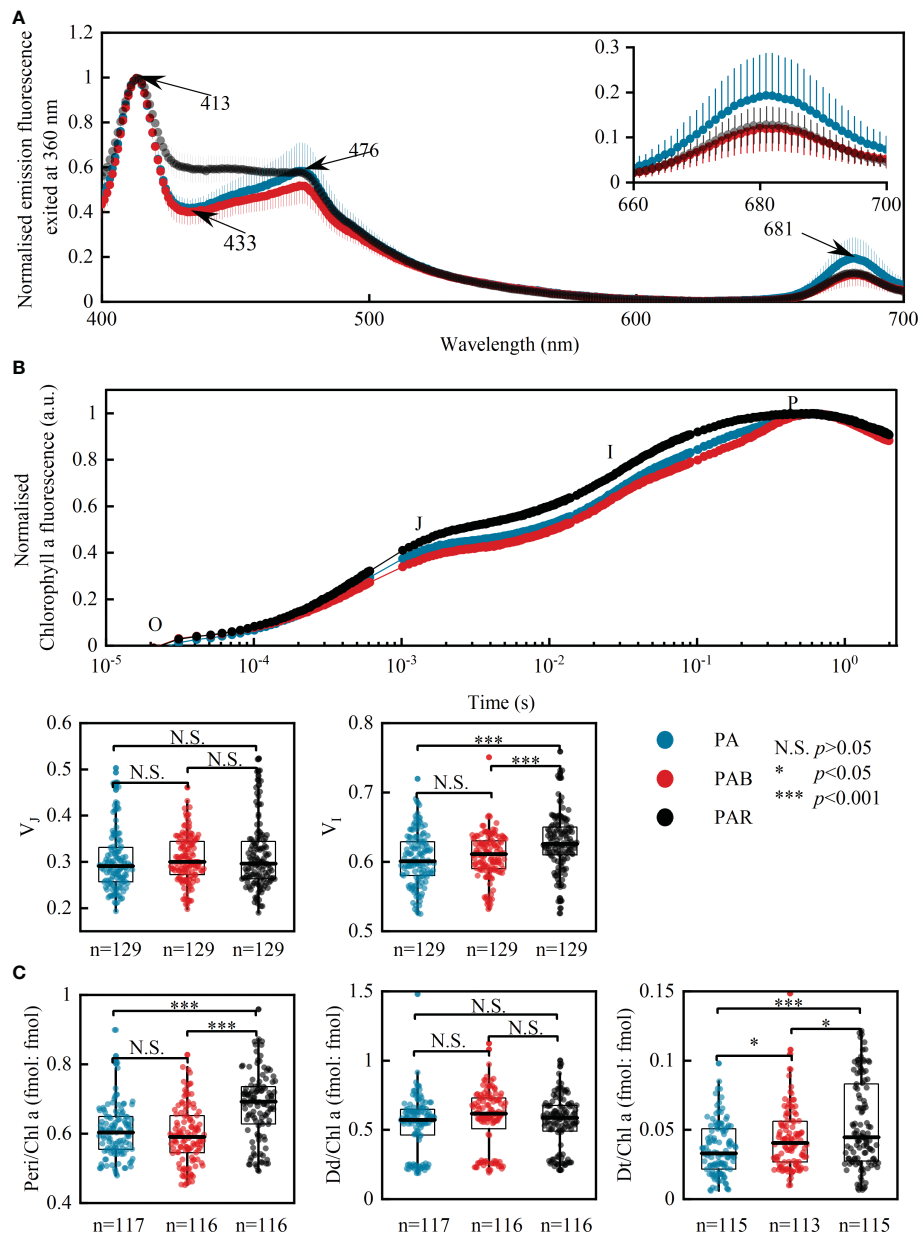 A
Normalised emission fluorescence
exited at 360 nm
1.2
1
0.8
0.6
0.4
0.2
0
400
500
600
700
Wavelength (nm)
413
433
476
681
0.3
0.2
0.1
0
660
680
700
B
Normalised
Chlorophyll a fluorescence (a.u.)
1
0.8
0.6
0.4
0.2
0
O
J
I
P
10-5
10-4
10-3
10-2
10-1
100
Time (s)
VJ
0.6
0.5
0.4
0.3
0.2
N.S.
N.S.
N.S.
n=129
n=129
n=129
VI
0.8
0.7
0.6
0.5
***
***
N.S.
n=129
n=129
n=129
PA
PAB
PAR
N.S. p>0.05
* p<0.05
*** p<0.001
C
Peri/Chl a (fmol: fmol)
1
0.8
0.6
0.4
***
***
N.S.
n=117
n=116
n=116
Dd/Chl a (fmol: fmol)
1.5
1.0
0.5
0
N.S.
N.S.
N.S.
n=117
n=116
n=116
Dt/Chl a (fmol: fmol)
0.15
0.10
0.05
0
***
*
*
n=115
n=113
n=115